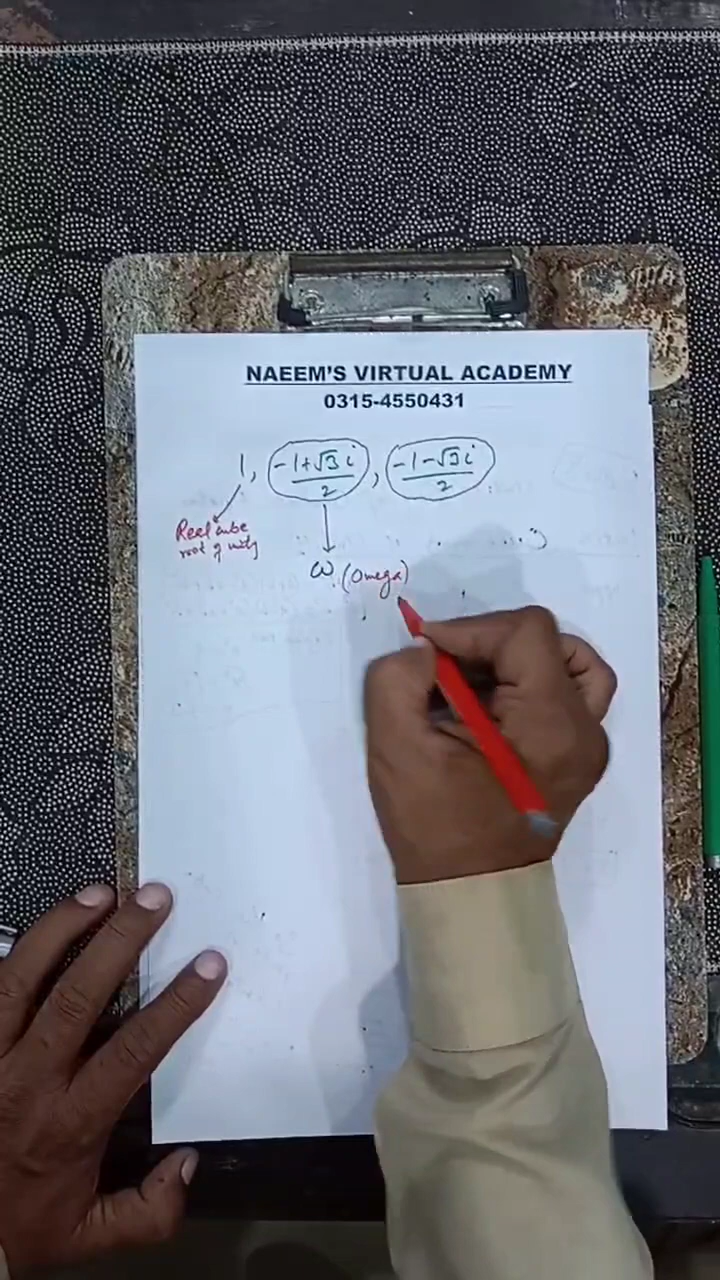 NAEEM'S VIRTUAL ACADEMY
0315-4550431
1, (-1+√3i)/2, (-1-√3i)/2
Real cube
root of unity
ω (Omega)